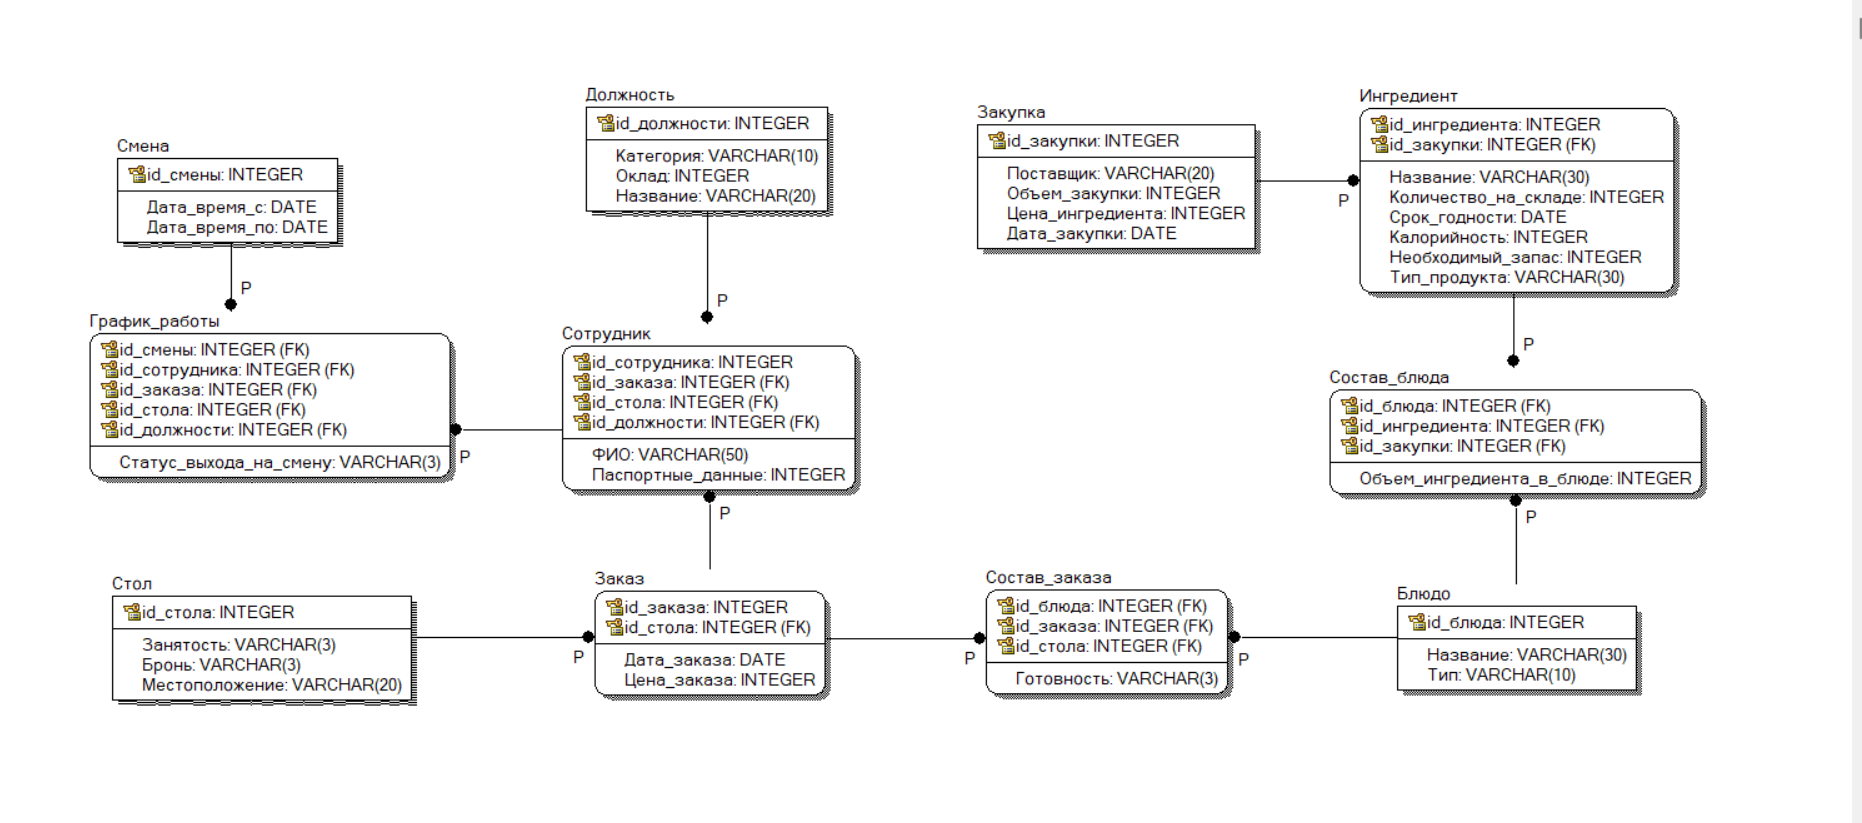 Смена
id_смены: INTEGER
Дата_время_с: DATE
Дата_время_по: DATE
P
Должность
id_должности: INTEGER
Категория: VARCHAR(10)
Оклад: INTEGER
Название: VARCHAR(20)
P
Закупка
id_закупки: INTEGER
Поставщик: VARCHAR(20)
Объем_закупки: INTEGER
Цена_ингредиента: INTEGER
Дата_закупки: DATE
P
Ингредиент
id_ингредиента: INTEGER
id_закупки: INTEGER (FK)
Название: VARCHAR(30)
Количество_на_складе: INTEGER
Срок_годности: DATE
Калорийность: INTEGER
Необходимый_запас: INTEGER
Тип_продукта: VARCHAR(30)
P
График_работы
id_смены: INTEGER (FK)
id_сотрудника: INTEGER (FK)
id_заказа: INTEGER (FK)
id_стола: INTEGER (FK)
id_должности: INTEGER (FK)
Статус_выхода_на_смену: VARCHAR(3)
P
Сотрудник
id_сотрудника: INTEGER
id_заказа: INTEGER (FK)
id_стола: INTEGER (FK)
id_должности: INTEGER (FK)
ФИО: VARCHAR(50)
Паспортные_данные: INTEGER
P
Состав_блюда
id_блюда: INTEGER (FK)
id_ингредиента: INTEGER (FK)
id_закупки: INTEGER (FK)
Объем_ингредиента_в_блюде: INTEGER
P
Стол
id_стола: INTEGER
Занятость: VARCHAR(3)
Бронь: VARCHAR(3)
Местоположение: VARCHAR(20)
P
Заказ
id_заказа: INTEGER
id_стола: INTEGER (FK)
Дата_заказа: DATE
Цена_заказа: INTEGER
P
Состав_заказа
id_блюда: INTEGER (FK)
id_заказа: INTEGER (FK)
id_стола: INTEGER (FK)
Готовность: VARCHAR(3)
P
Блюдо
id_блюда: INTEGER
Название: VARCHAR(30)
Тип: VARCHAR(10)